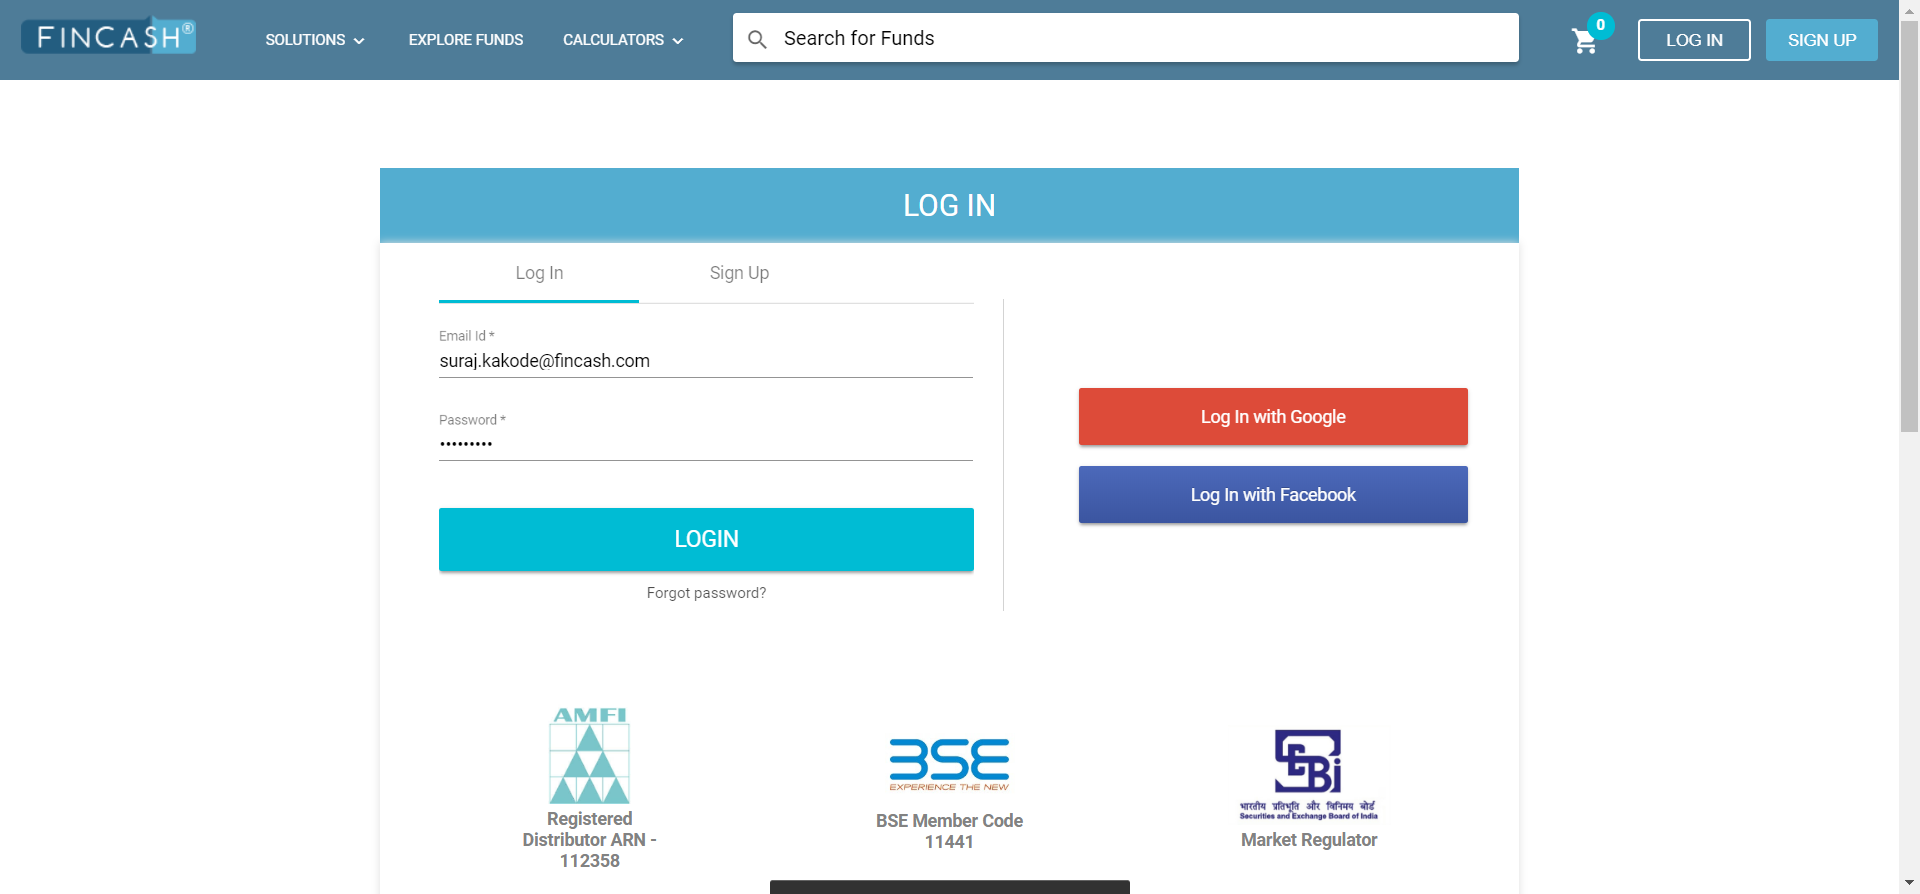 FINCASH®
SOLUTIONS
EXPLORE FUNDS
CALCULATORS
Search for Funds
0
LOG IN
SIGN UP
LOG IN
Log In
Sign Up
Email Id *
suraj.kakode@fincash.com
Password *
•••••••••
LOGIN
Forgot password?
Log In with Google
Log In with Facebook
AMFI
Registered
Distributor ARN -
112358
BSE
EXPERIENCE THE NEW
BSE Member Code
11441
SEBI
भारतीय प्रतिभूति और विनिमय बोर्ड
Securities and Exchange Board of India
Market Regulator